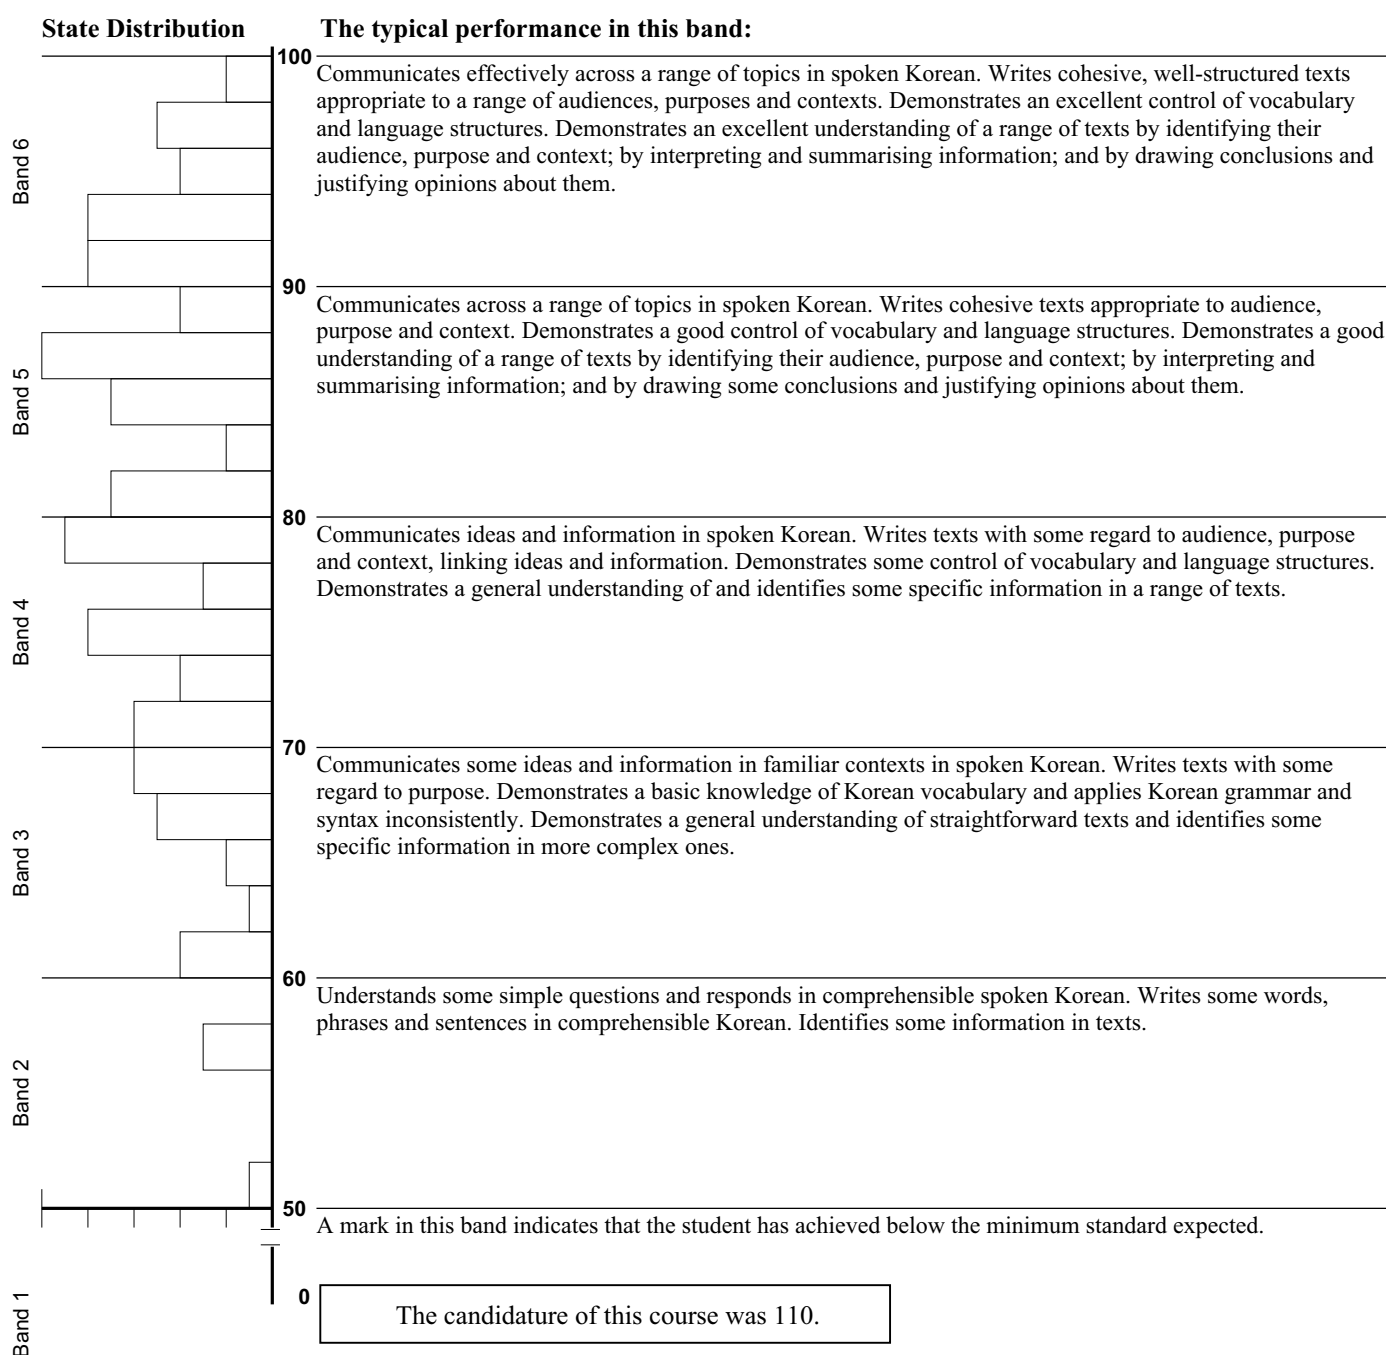 State Distribution
The typical performance in this band:
100
Communicates effectively across a range of topics in spoken Korean. Writes cohesive, well-structured texts
appropriate to a range of audiences, purposes and contexts. Demonstrates an excellent control of vocabulary
and language structures. Demonstrates an excellent understanding of a range of texts by identifying their
audience, purpose and context; by interpreting and summarising information; and by drawing conclusions and
justifying opinions about them.
Band 6
90
Communicates across a range of topics in spoken Korean. Writes cohesive texts appropriate to audience,
purpose and context. Demonstrates a good control of vocabulary and language structures. Demonstrates a good
understanding of a range of texts by identifying their audience, purpose and context; by interpreting and
summarising information; and by drawing some conclusions and justifying opinions about them.
Band 5
80
Communicates ideas and information in spoken Korean. Writes texts with some regard to audience, purpose
and context, linking ideas and information. Demonstrates some control of vocabulary and language structures.
Demonstrates a general understanding of and identifies some specific information in a range of texts.
Band 4
70
Communicates some ideas and information in familiar contexts in spoken Korean. Writes texts with some
regard to purpose. Demonstrates a basic knowledge of Korean vocabulary and applies Korean grammar and
syntax inconsistently. Demonstrates a general understanding of straightforward texts and identifies some
specific information in more complex ones.
Band 3
60
Understands some simple questions and responds in comprehensible spoken Korean. Writes some words,
phrases and sentences in comprehensible Korean. Identifies some information in texts.
Band 2
50
A mark in this band indicates that the student has achieved below the minimum standard expected.
0
Band 1
The candidature of this course was 110.